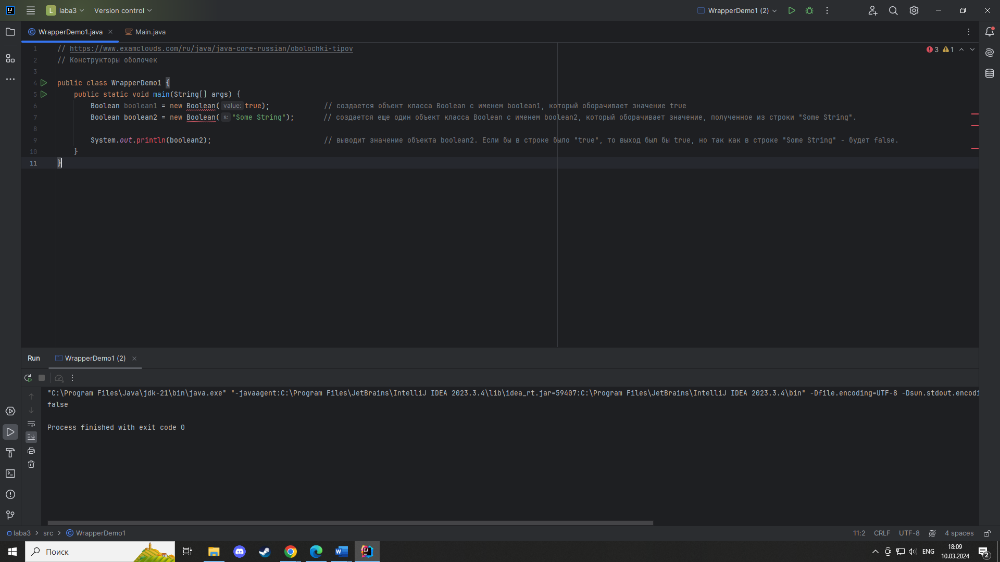 L laba3 Version control WrapperDemo1 (2)
WrapperDemo1.java Main.java
1 // https://www.examclouds.com/ru/java/java-core-russian/obolochki-tipov 3 1
2 // Конструкторы оболочек
3
4 public class WrapperDemo1 {
5 public static void main(String[] args) {
6 Boolean boolean1 = new Boolean( value: true); // создается объект класса Boolean с именем boolean1, который оборачивает значение true
7 Boolean boolean2 = new Boolean( s: "Some String"); // создается еще один объект класса Boolean с именем boolean2, который оборачивает значение, полученное из строки "Some String".
8
9 System.out.println(boolean2); // выводит значение объекта boolean2. Если бы в строке было "true", то выход был бы true, но так как в строке "Some String" - будет false.
10 }
11 }
Run WrapperDemo1 (2)
"C:\Program Files\Java\jdk-21\bin\java.exe" "-javaagent:C:\Program Files\JetBrains\IntelliJ IDEA 2023.3.4\lib\idea_rt.jar=59407:C:\Program Files\JetBrains\IntelliJ IDEA 2023.3.4\bin" -Dfile.encoding=UTF-8 -Dsun.stdout.encodi
false
Process finished with exit code 0
laba3 src WrapperDemo1 11:2 CRLF UTF-8 4 spaces
Поиск ENG 18:09
10.03.2024 2